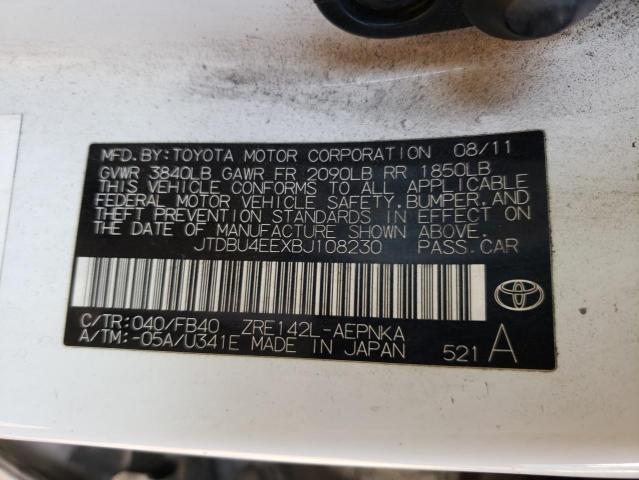 MFD.BY:TOYOTA MOTOR CORPORATION 08/11
GVWR 3840LB GAWR FR 2090LB RR 1850LB
THIS VEHICLE CONFORMS TO ALL APPLICABLE
FEDERAL MOTOR VEHICLE SAFETY,BUMPER,AND
THEFT PREVENTION STANDARDS IN EFFECT ON
THE DATE OF MANUFACTURE SHOWN ABOVE.
JTDBU4EEXBJ108230 PASS.CAR
C/TR:040/FB40 ZRE142L-AEPNKA
A/TM:-05A/U341E MADE IN JAPAN 521 A